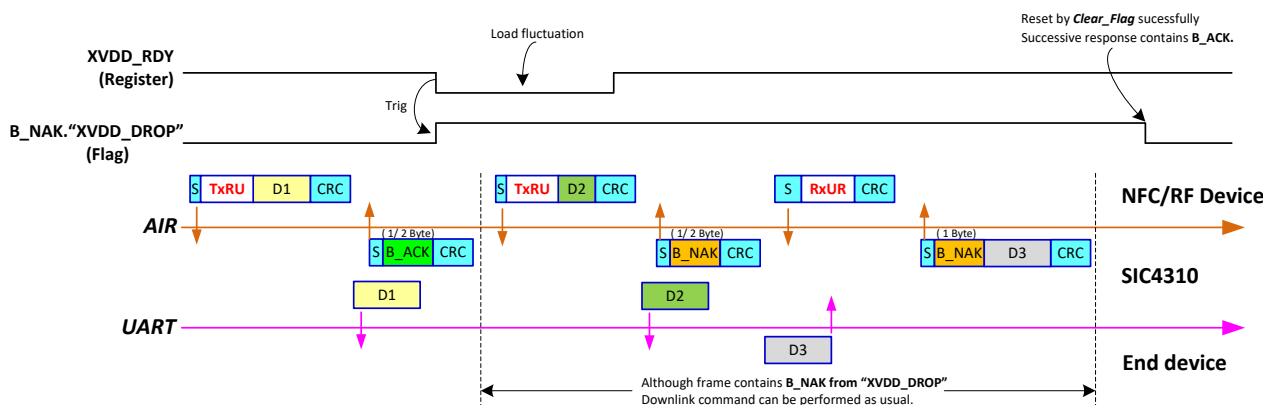 Reset by Clear_Flag sucessfully
Successive response contains B_ACK.
Load fluctuation
XVDD_RDY
(Register)
Trig
B_NAK.“XVDD_DROP”
(Flag)
S TxRU D1 CRC
S TxRU D2 CRC
S RxUR CRC
NFC/RF Device
AIR
( 1/ 2 Byte)
( 1/ 2 Byte)
( 1 Byte)
S B_ACK CRC
S B_NAK CRC
S B_NAK D3 CRC
SIC4310
D1
D2
UART
D3
End device
Although frame contains B_NAK from “XVDD_DROP”
Downlink command can be performed as usual.